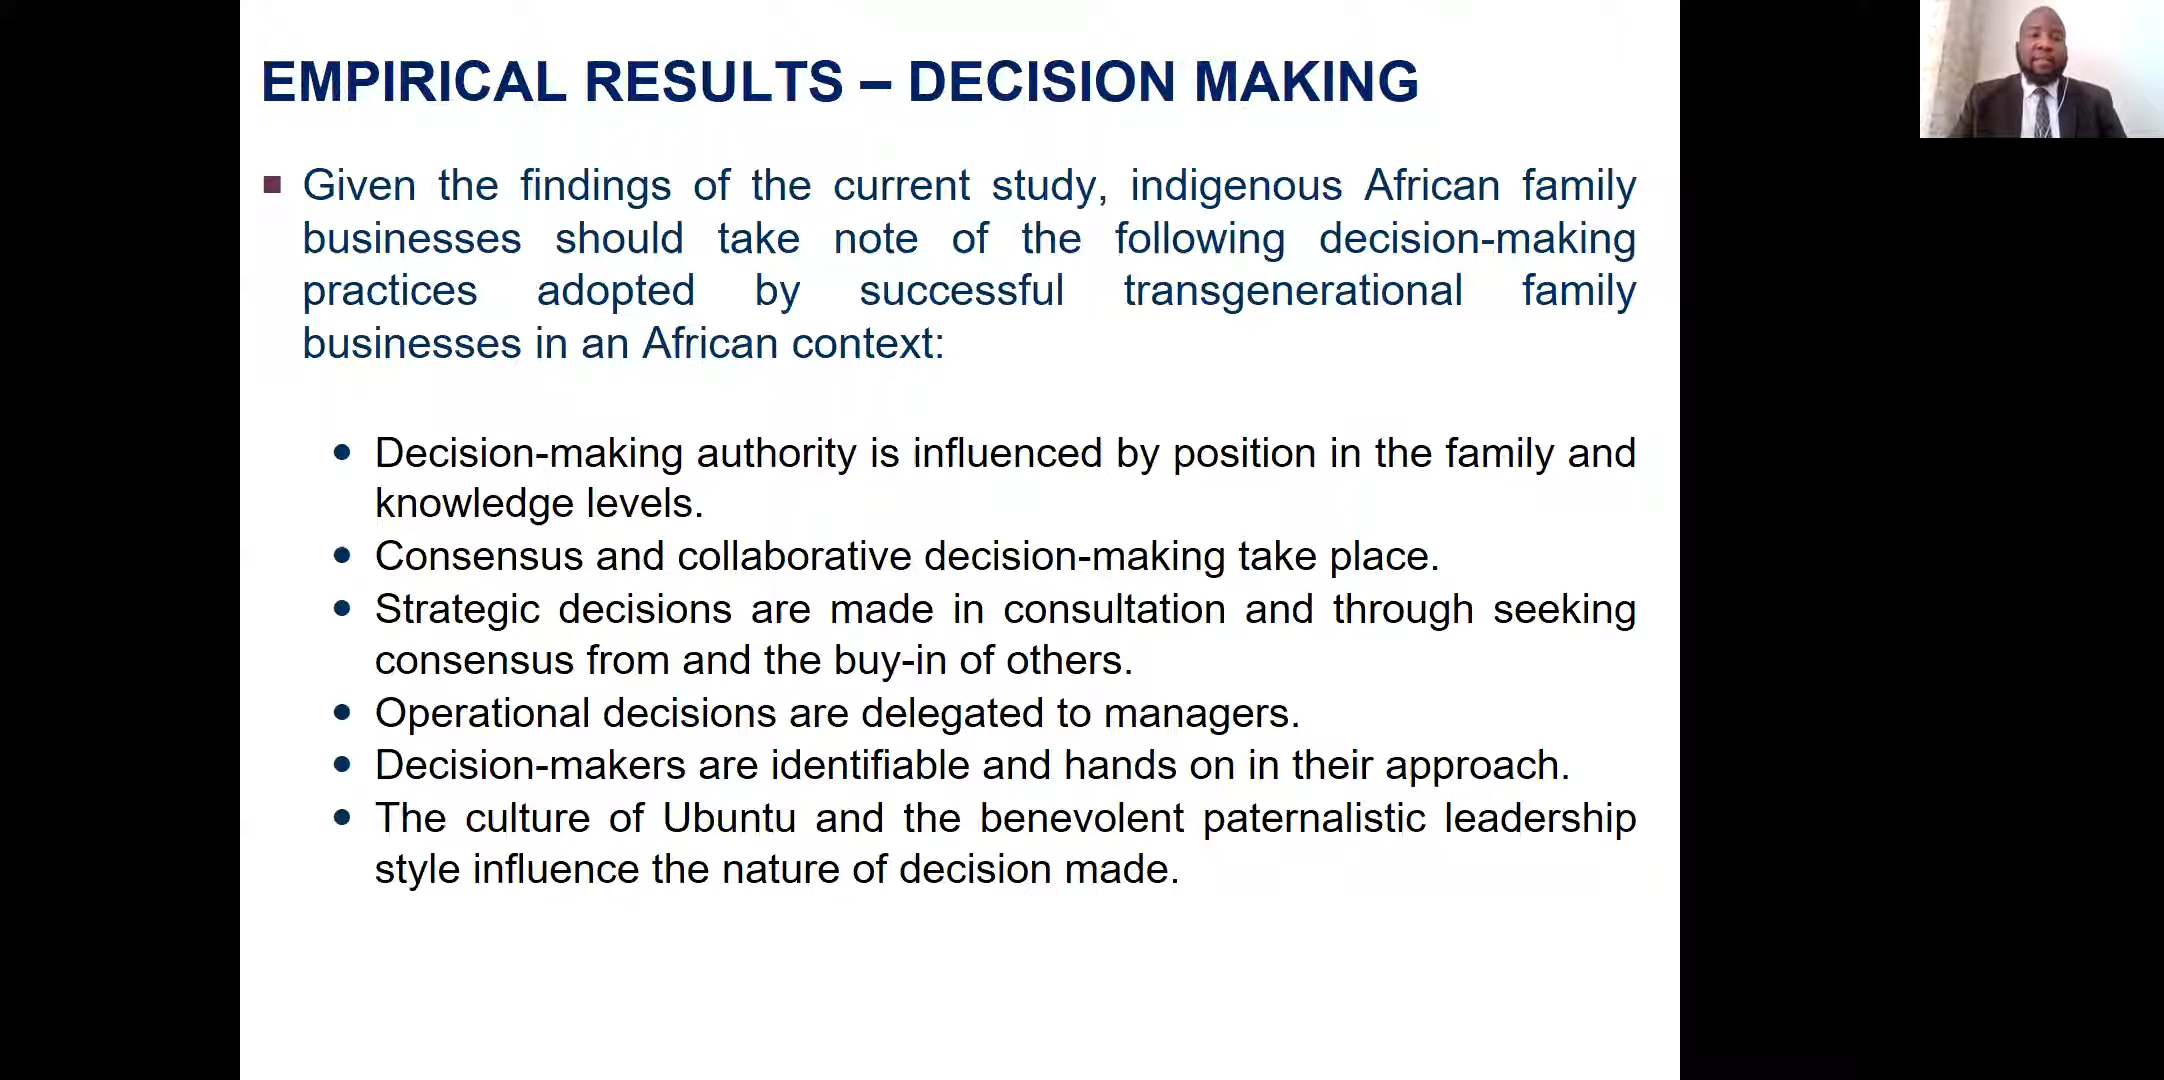 EMPIRICAL RESULTS – DECISION MAKING
Given the findings of the current study, indigenous African family
businesses should take note of the following decision-making
practices adopted by successful transgenerational family
businesses in an African context:
Decision-making authority is influenced by position in the family and
knowledge levels.
Consensus and collaborative decision-making take place.
Strategic decisions are made in consultation and through seeking
consensus from and the buy-in of others.
Operational decisions are delegated to managers.
Decision-makers are identifiable and hands on in their approach.
The culture of Ubuntu and the benevolent paternalistic leadership
style influence the nature of decision made.